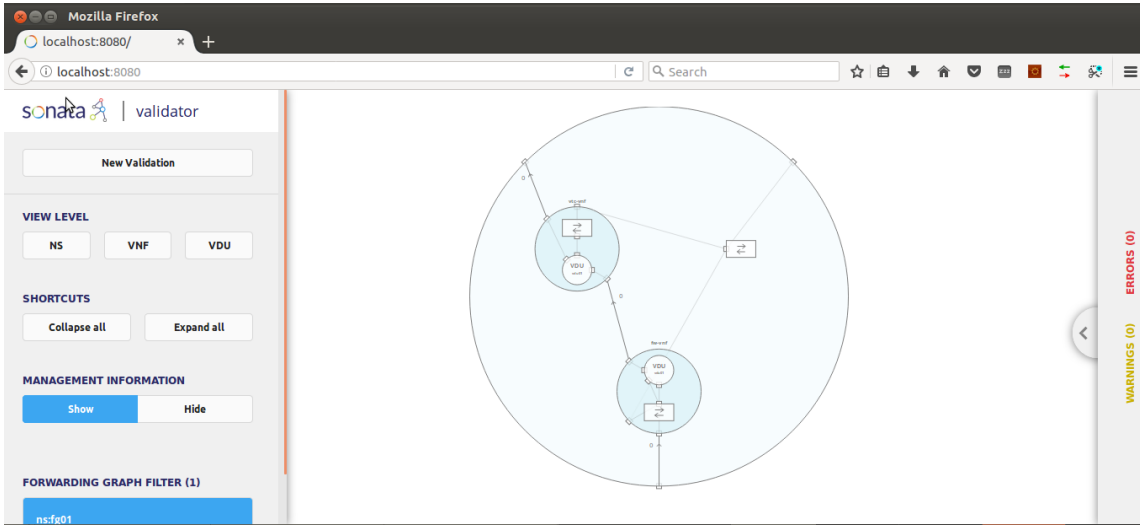 Mozilla Firefox
localhost:8080/
localhost:8080
Search
sonata | validator
New Validation
VIEW LEVEL
NS VNF VDU
SHORTCUTS
Collapse all Expand all
MANAGEMENT INFORMATION
Show Hide
FORWARDING GRAPH FILTER (1)
ns:fg01
0
VDU
0
VDU
0
ERRORS (0)
WARNINGS (0)